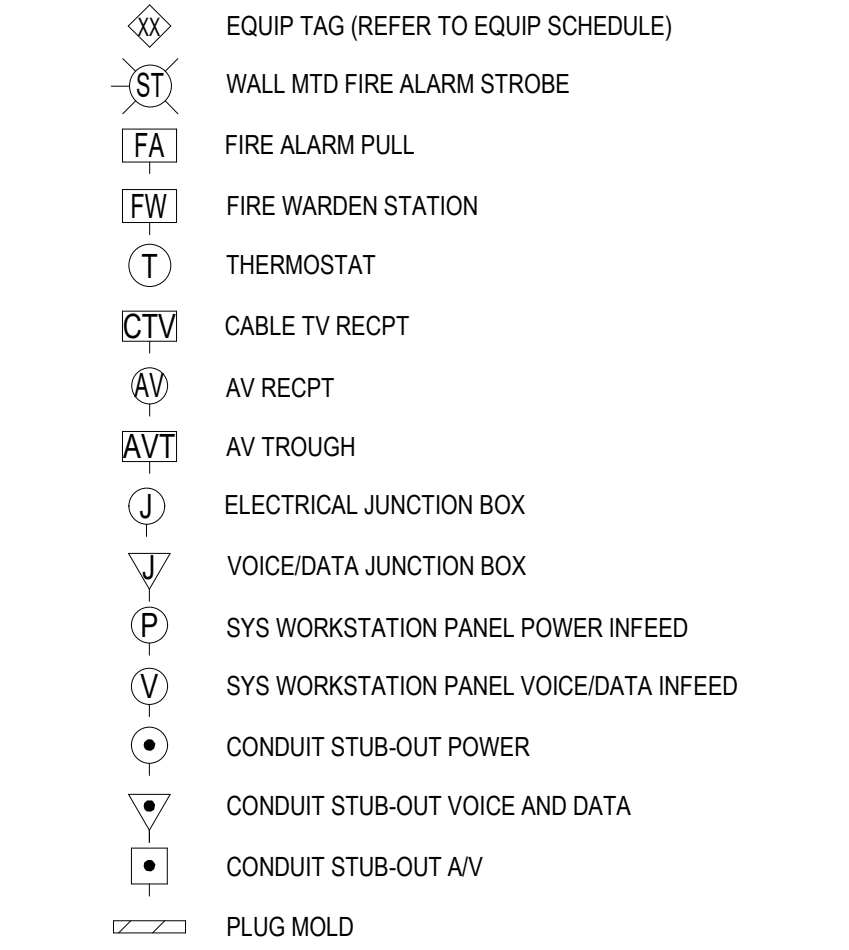 XX EQUIP TAG (REFER TO EQUIP SCHEDULE)
ST WALL MTD FIRE ALARM STROBE
FA FIRE ALARM PULL
FW FIRE WARDEN STATION
T THERMOSTAT
CTV CABLE TV RECPT
AV AV RECPT
AVT AV TROUGH
J ELECTRICAL JUNCTION BOX
J VOICE/DATA JUNCTION BOX
P SYS WORKSTATION PANEL POWER INFEED
V SYS WORKSTATION PANEL VOICE/DATA INFEED
CONDUIT STUB-OUT POWER
CONDUIT STUB-OUT VOICE AND DATA
CONDUIT STUB-OUT A/V
PLUG MOLD